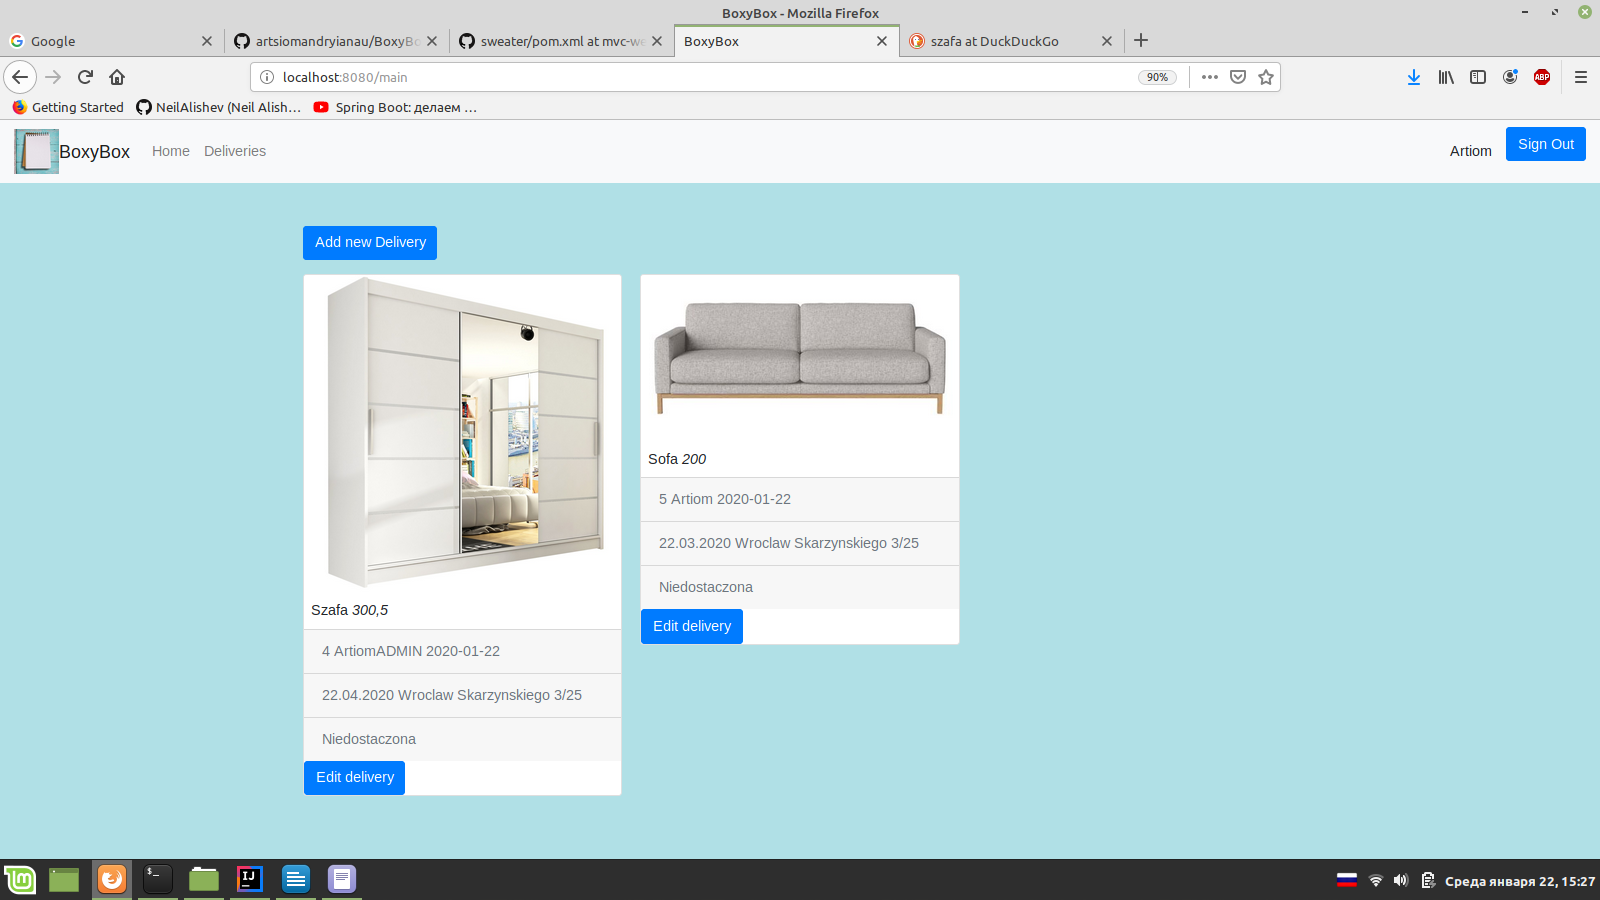 BoxyBox - Mozilla Firefox
Google
artsiomandryianau/BoxyBo
sweater/pom.xml at mvc-we
BoxyBox
szafa at DuckDuckGo
localhost:8080/main
90%
ABP
Getting Started
NeilAlishev (Neil Alish…
Spring Boot: делаем …
BoxyBox
Home
Deliveries
Artiom
Sign Out
Add new Delivery
Szafa 300,5
4 ArtiomADMIN 2020-01-22
22.04.2020 Wroclaw Skarzynskiego 3/25
Niedostaczona
Edit delivery
Sofa 200
5 Artiom 2020-01-22
22.03.2020 Wroclaw Skarzynskiego 3/25
Niedostaczona
Edit delivery
$_
IJ
Среда января 22, 15:27